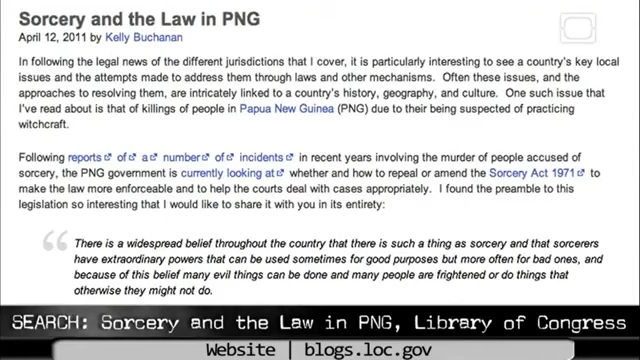 Sorcery and the Law in PNG
April 12, 2011 by Kelly Buchanan
In following the legal news of the different jurisdictions that I cover, it is particularly interesting to see a country's key local
issues and the attempts made to address them through laws and other mechanisms.  Often these issues, and the
approaches to resolving them, are intricately linked to a country's history, geography, and culture.  One such issue that
I've read about is that of killings of people in Papua New Guinea (PNG) due to their being suspected of practicing
witchcraft.
Following reports of a number of incidents in recent years involving the murder of people accused of
sorcery, the PNG government is currently looking at whether and how to repeal or amend the Sorcery Act 1971 to
make the law more enforceable and to help the courts deal with cases appropriately.  I found the preamble to this
legislation so interesting that I would like to share it with you in its entirety:
There is a widespread belief throughout the country that there is such a thing as sorcery and that sorcerers
have extraordinary powers that can be used sometimes for good purposes but more often for bad ones, and
because of this belief many evil things can be done and many people are frightened or do things that
otherwise they might not do.
SEARCH: Sorcery and the Law in PNG, Library of Congress
Website | blogs.loc.gov